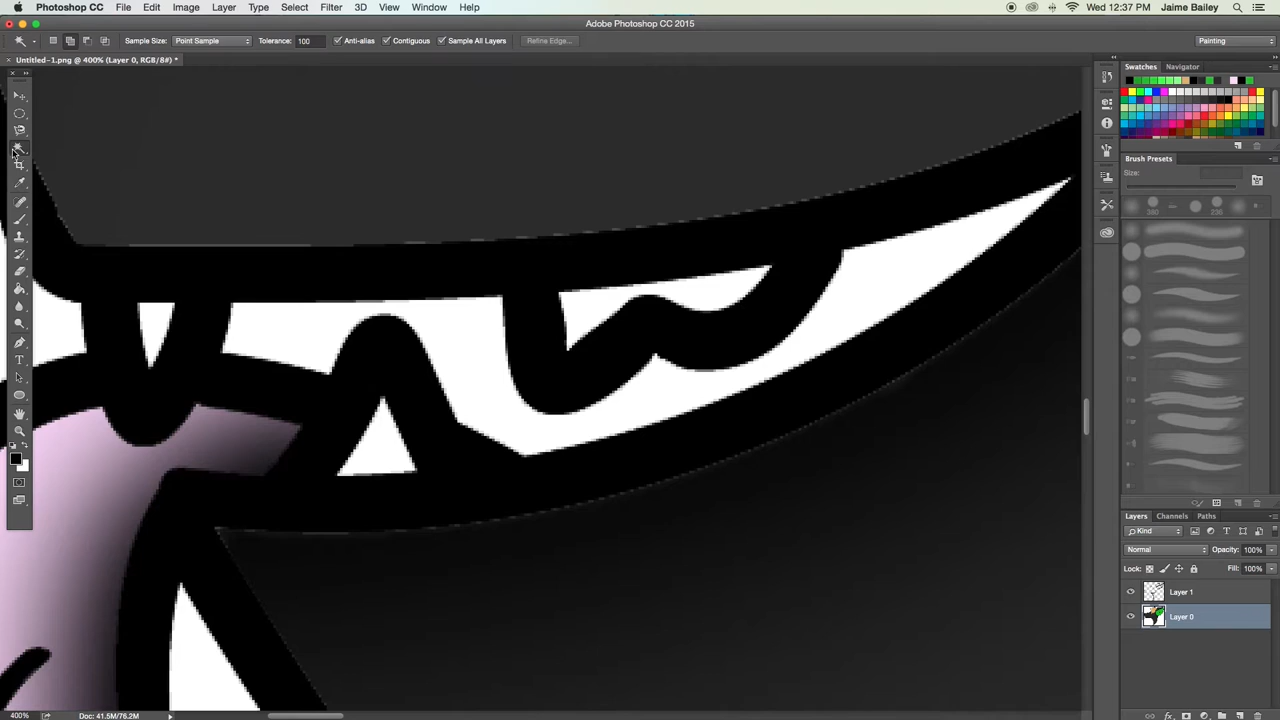 Photoshop CC File Edit Image Layer Type Select Filter 3D View Window Help Wed 12:37 PM Jaime Bailey
Adobe Photoshop CC 2015
Sample Size: Point Sample Tolerance: 100 Anti-alias Contiguous Sample All Layers Refine Edge... Painting
Untitled-1.png @ 400% (Layer 0, RGB/8#) *
Swatches Navigator
Brush Presets
Size:
380 236
Layers Channels Paths
Kind
Normal Opacity: 100%
Lock: Fill: 100%
Layer 1
Layer 0
400% Doc: 41.5M/76.2M